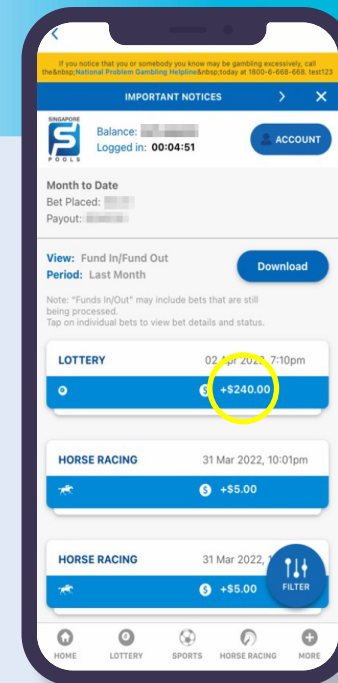 If you notice that you or somebody you know may be gambling excessively, call
the&nbsp;National Problem Gambling Helpline&nbsp;today at 1800-6-668-668. test123
IMPORTANT NOTICES
SINGAPORE
POOLS
Balance:
Logged in: 00:04:51
ACCOUNT
Month to Date
Bet Placed:
Payout:
View: Fund In/Fund Out
Period: Last Month
Download
Note: "Funds In/Out" may include bets that are still
being processed.
Tap on individual bets to view bet details and status.
LOTTERY
02 Apr 2022, 7:10pm
+$240.00
HORSE RACING
31 Mar 2022, 10:01pm
+$5.00
HORSE RACING
31 Mar 2022,
+$5.00
FILTER
HOME
LOTTERY
SPORTS
HORSE RACING
MORE